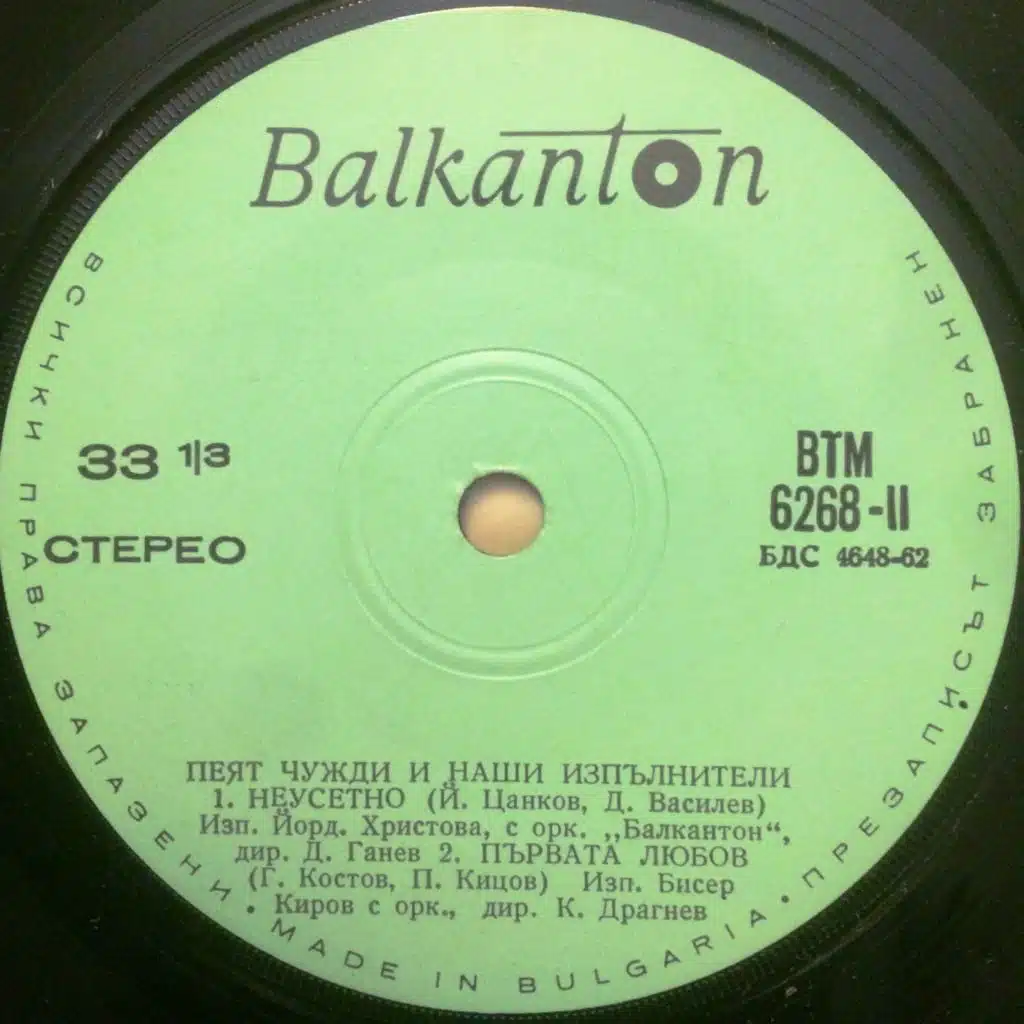 Balkanton
ВСИЧКИ ПРАВА ЗАПАЗЕНИ • MADE IN BULGARIA • ПРЕЗАПИСЪТ ЗАБРАНЕН
33 1/3
СТЕРЕО
ВТМ
6268-II
БДС 4648-62
ПЕЯТ ЧУЖДИ И НАШИ ИЗПЪЛНИТЕЛИ
1. НЕУСЕТНО (Й. Цанков, Д. Василев)
Изп. Йорд. Христова, с орк. „Балкантон“,
дир. Д. Ганев 2. ПЪРВАТА ЛЮБОВ
(Г. Костов, П. Кицов) Изп. Бисер
Киров с орк., дир. К. Драгнев